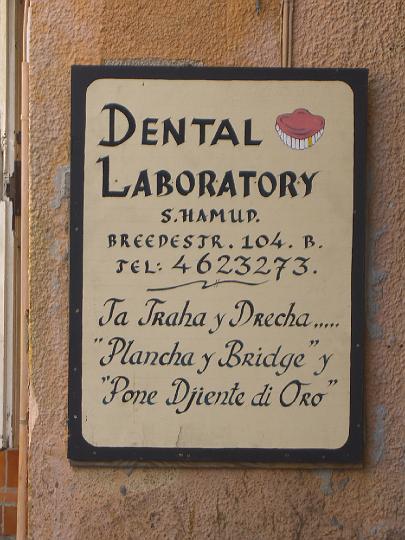 DENTAL
LABORATORY
S. HAMUD.
BREEDESTR. 104. B.
TEL: 4623273.
Ta Traha y Drecha.....
"Plancha y Bridge" y
"Pone Djiente di Oro"